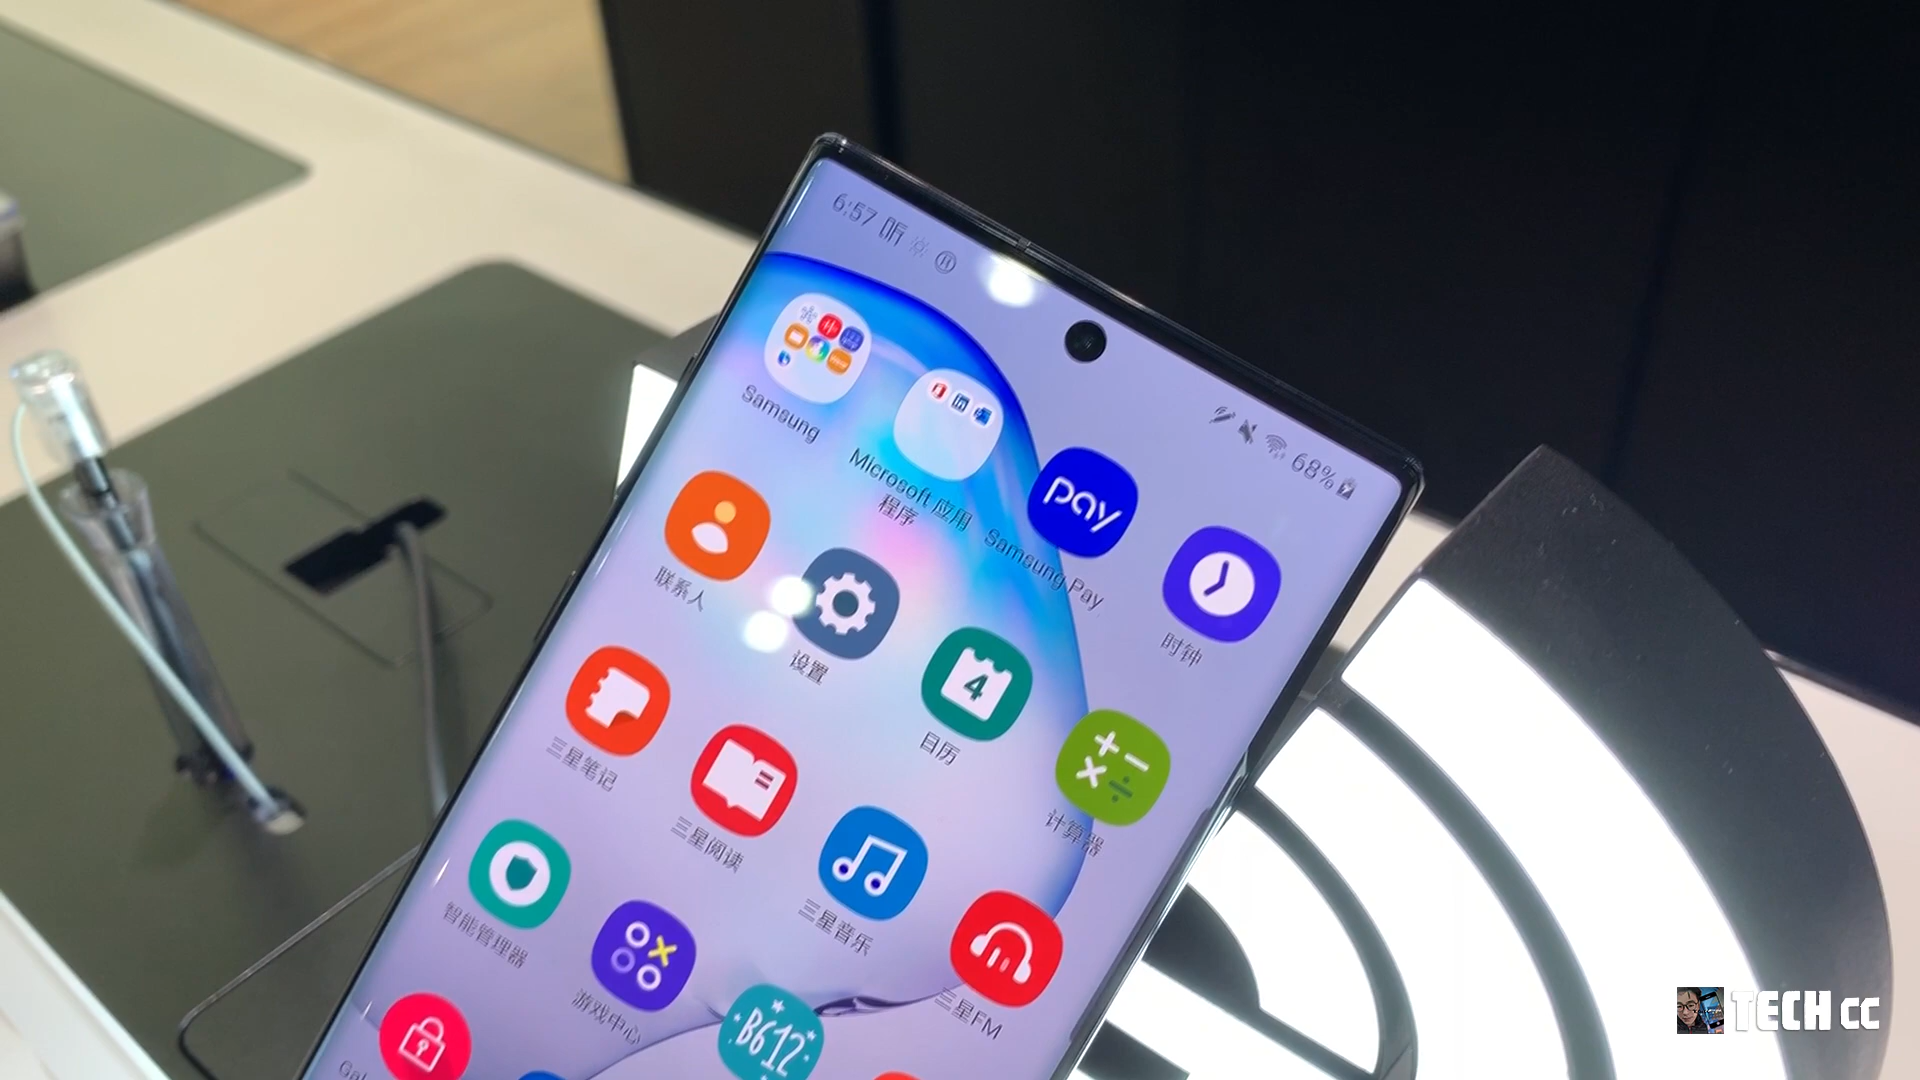 6:57 听
68%
Samsung
Microsoft 应用
程序
pay
Samsung Pay
时钟
联系人
设置
4
日历
计算器
三星笔记
三星阅读
三星音乐
三星FM
智能管理器
游戏中心
B612
Gal
TECH CC